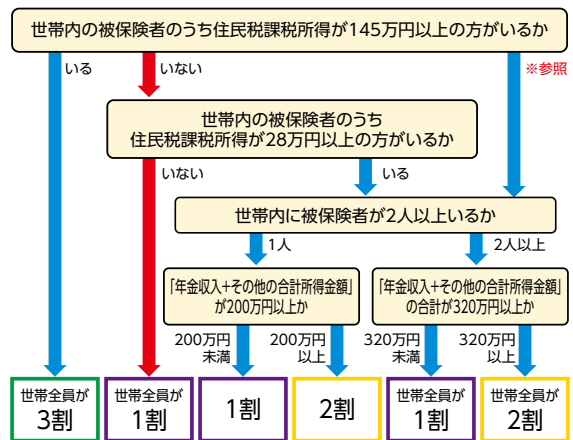 世帯内の被保険者のうち住民税課税所得が145万円以上の方がいるか
いる
いない
※参照
世帯内の被保険者のうち
住民税課税所得が28万円以上の方がいるか
いない
いる
世帯内に被保険者が2人以上いるか
1人
2人以上
「年金収入+その他の合計所得金額」
が200万円以上か
「年金収入+その他の合計所得金額」
の合計が320万円以上か
200万円
未満
200万円
以上
320万円
未満
320万円
以上
世帯全員が
3割
世帯全員が
1割
1割
2割
世帯全員が
1割
世帯全員が
2割